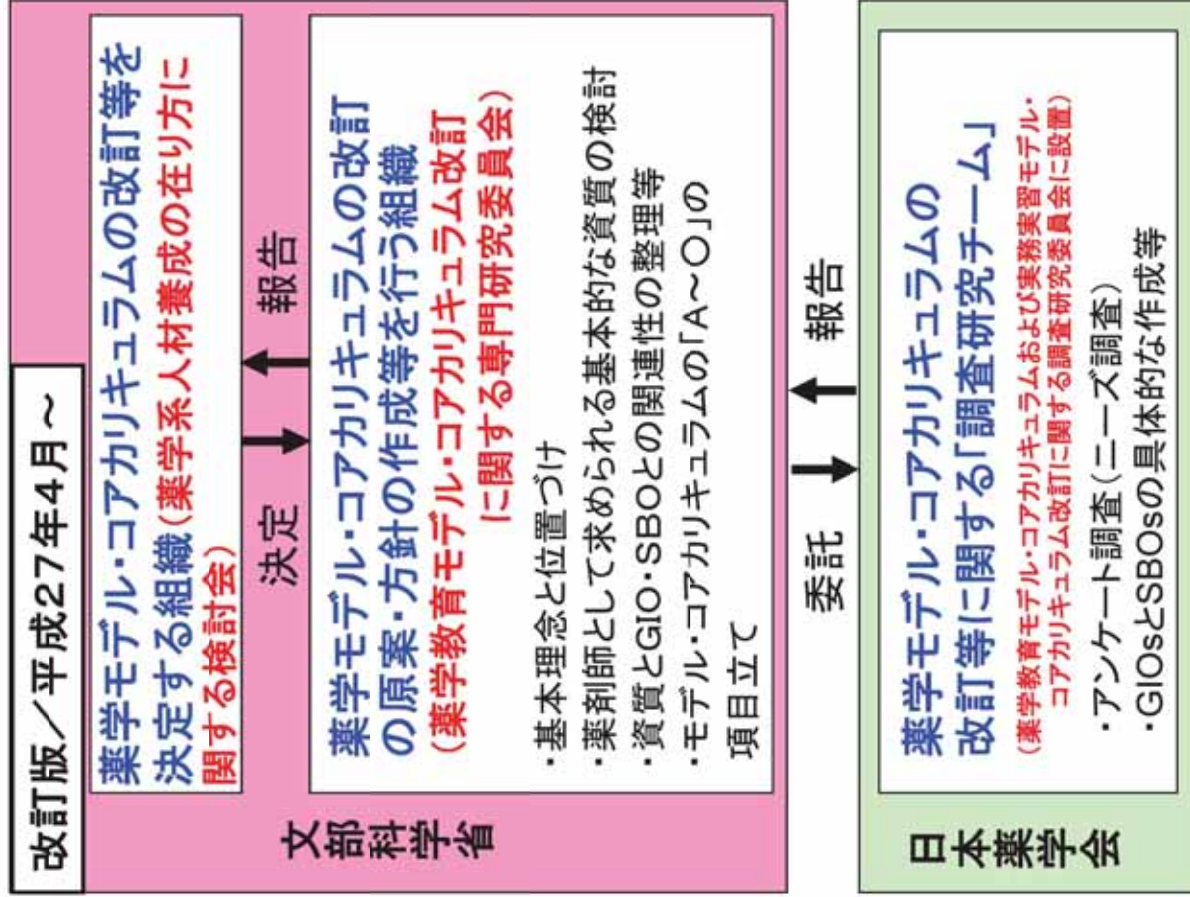 改訂版／平成27年4月～
文部科学省
薬学モデル・コアカリキュラムの改訂等を
決定する組織(薬学系人材養成の在り方に
関する検討会)
決定
報告
薬学モデル・コアカリキュラムの改訂
の原案・方針の作成等を行う組織
(薬学教育モデル・コアカリキュラム改訂
に関する専門研究委員会)
・基本理念と位置づけ
・薬剤師として求められる基本的な資質の検討
・資質とGIO・SBOとの関連性の整理等
・モデル・コアカリキュラムの「A～O」の
項目立て
委託
報告
日本薬学会
薬学モデル・コアカリキュラムの
改訂等に関する「調査研究チーム」
(薬学教育モデル・コアカリキュラムおよび実務実習モデル・
コアカリキュラム改訂に関する調査研究委員会に設置)
・アンケート調査(ニーズ調査)
・GIOsとSBOsの具体的な作成等